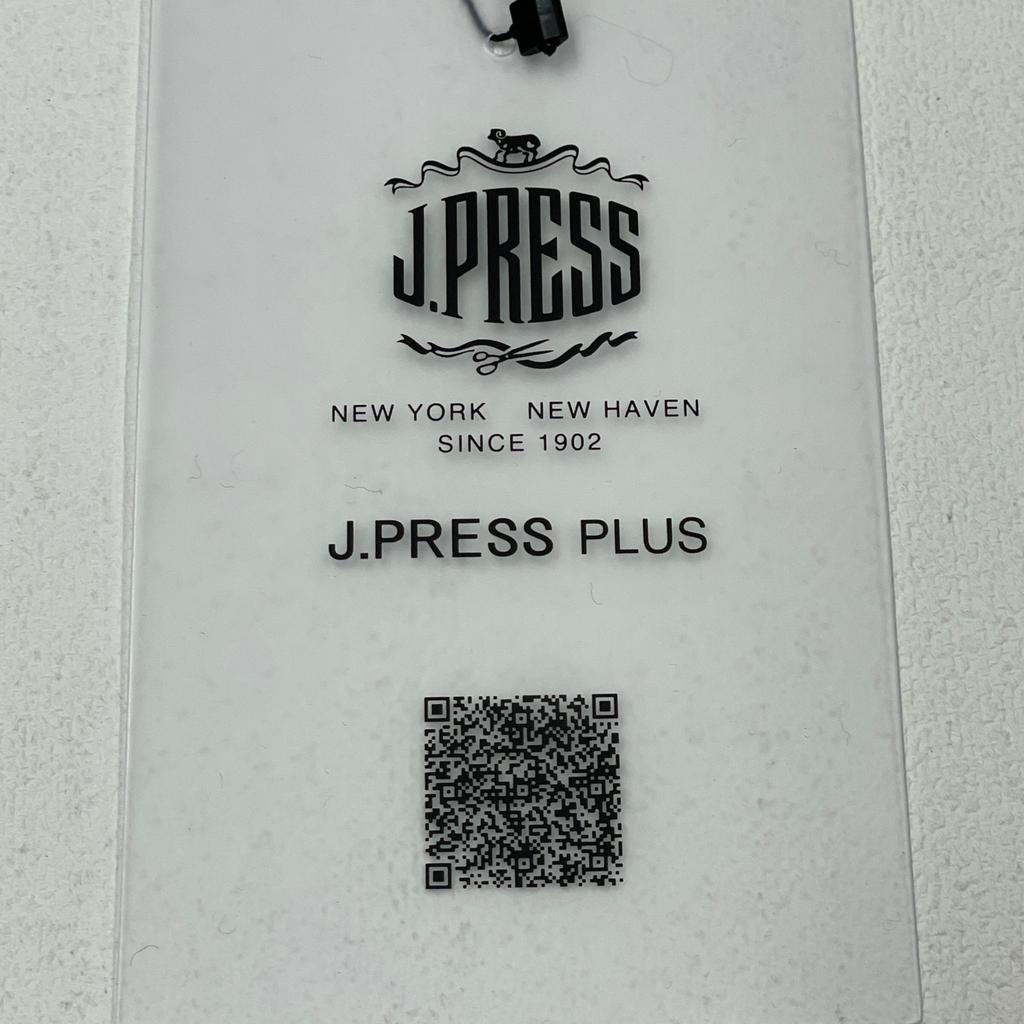 J.PRESS
NEW YORK NEW HAVEN
SINCE 1902
J.PRESS PLUS